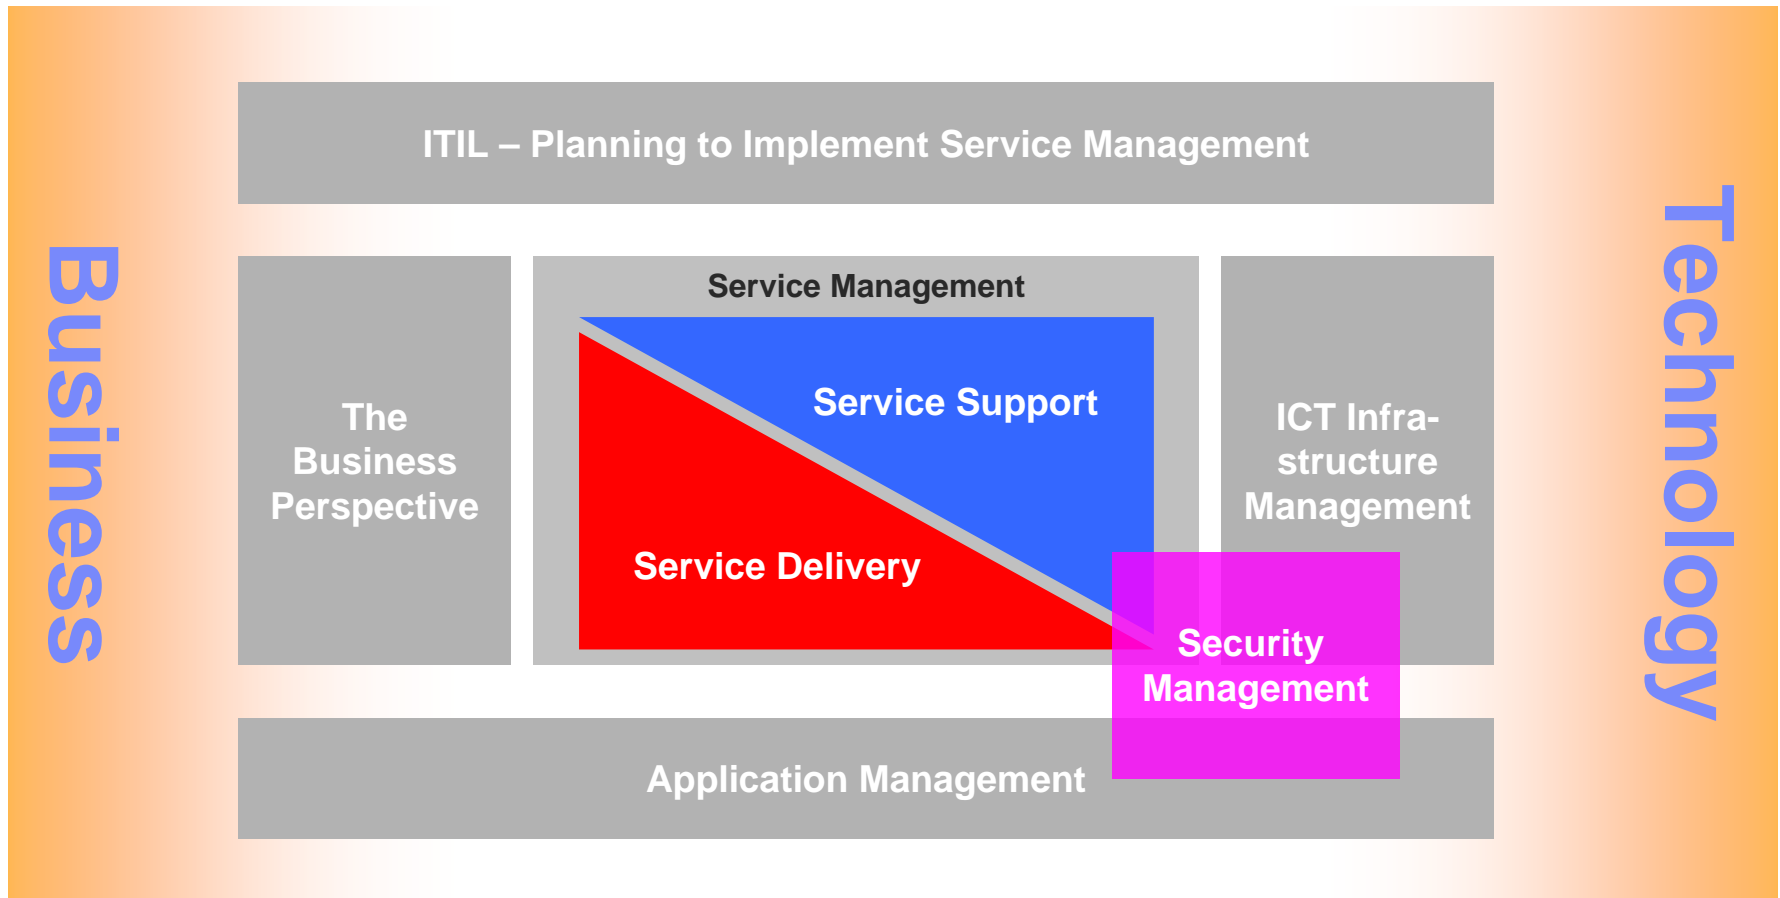 ITIL – Planning to Implement Service Management
Business
Technology
Service Management
The
Business
Perspective
Service Support
Service Delivery
ICT Infra-
structure
Management
Security
Management
Application Management